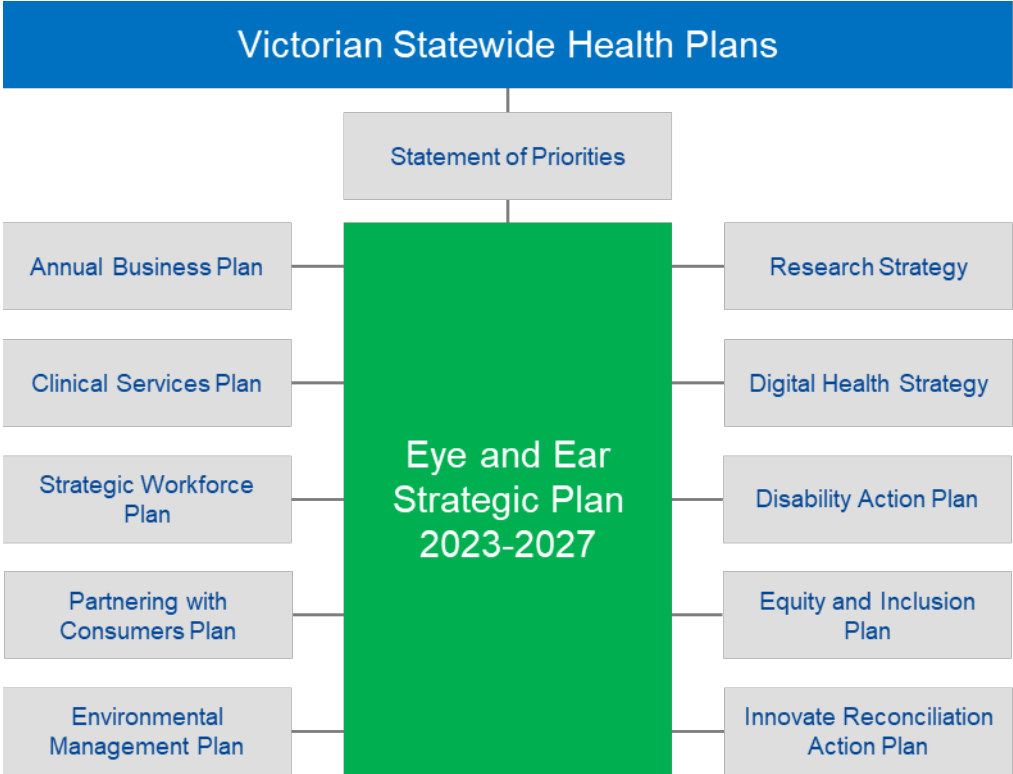 Victorian Statewide Health Plans
Statement of Priorities
Annual Business Plan
Clinical Services Plan
Strategic Workforce
Plan
Partnering with
Consumers Plan
Environmental
Management Plan
Eye and Ear
Strategic Plan
2023-2027
Research Strategy
Digital Health Strategy
Disability Action Plan
Equity and Inclusion
Plan
Innovate Reconciliation
Action Plan